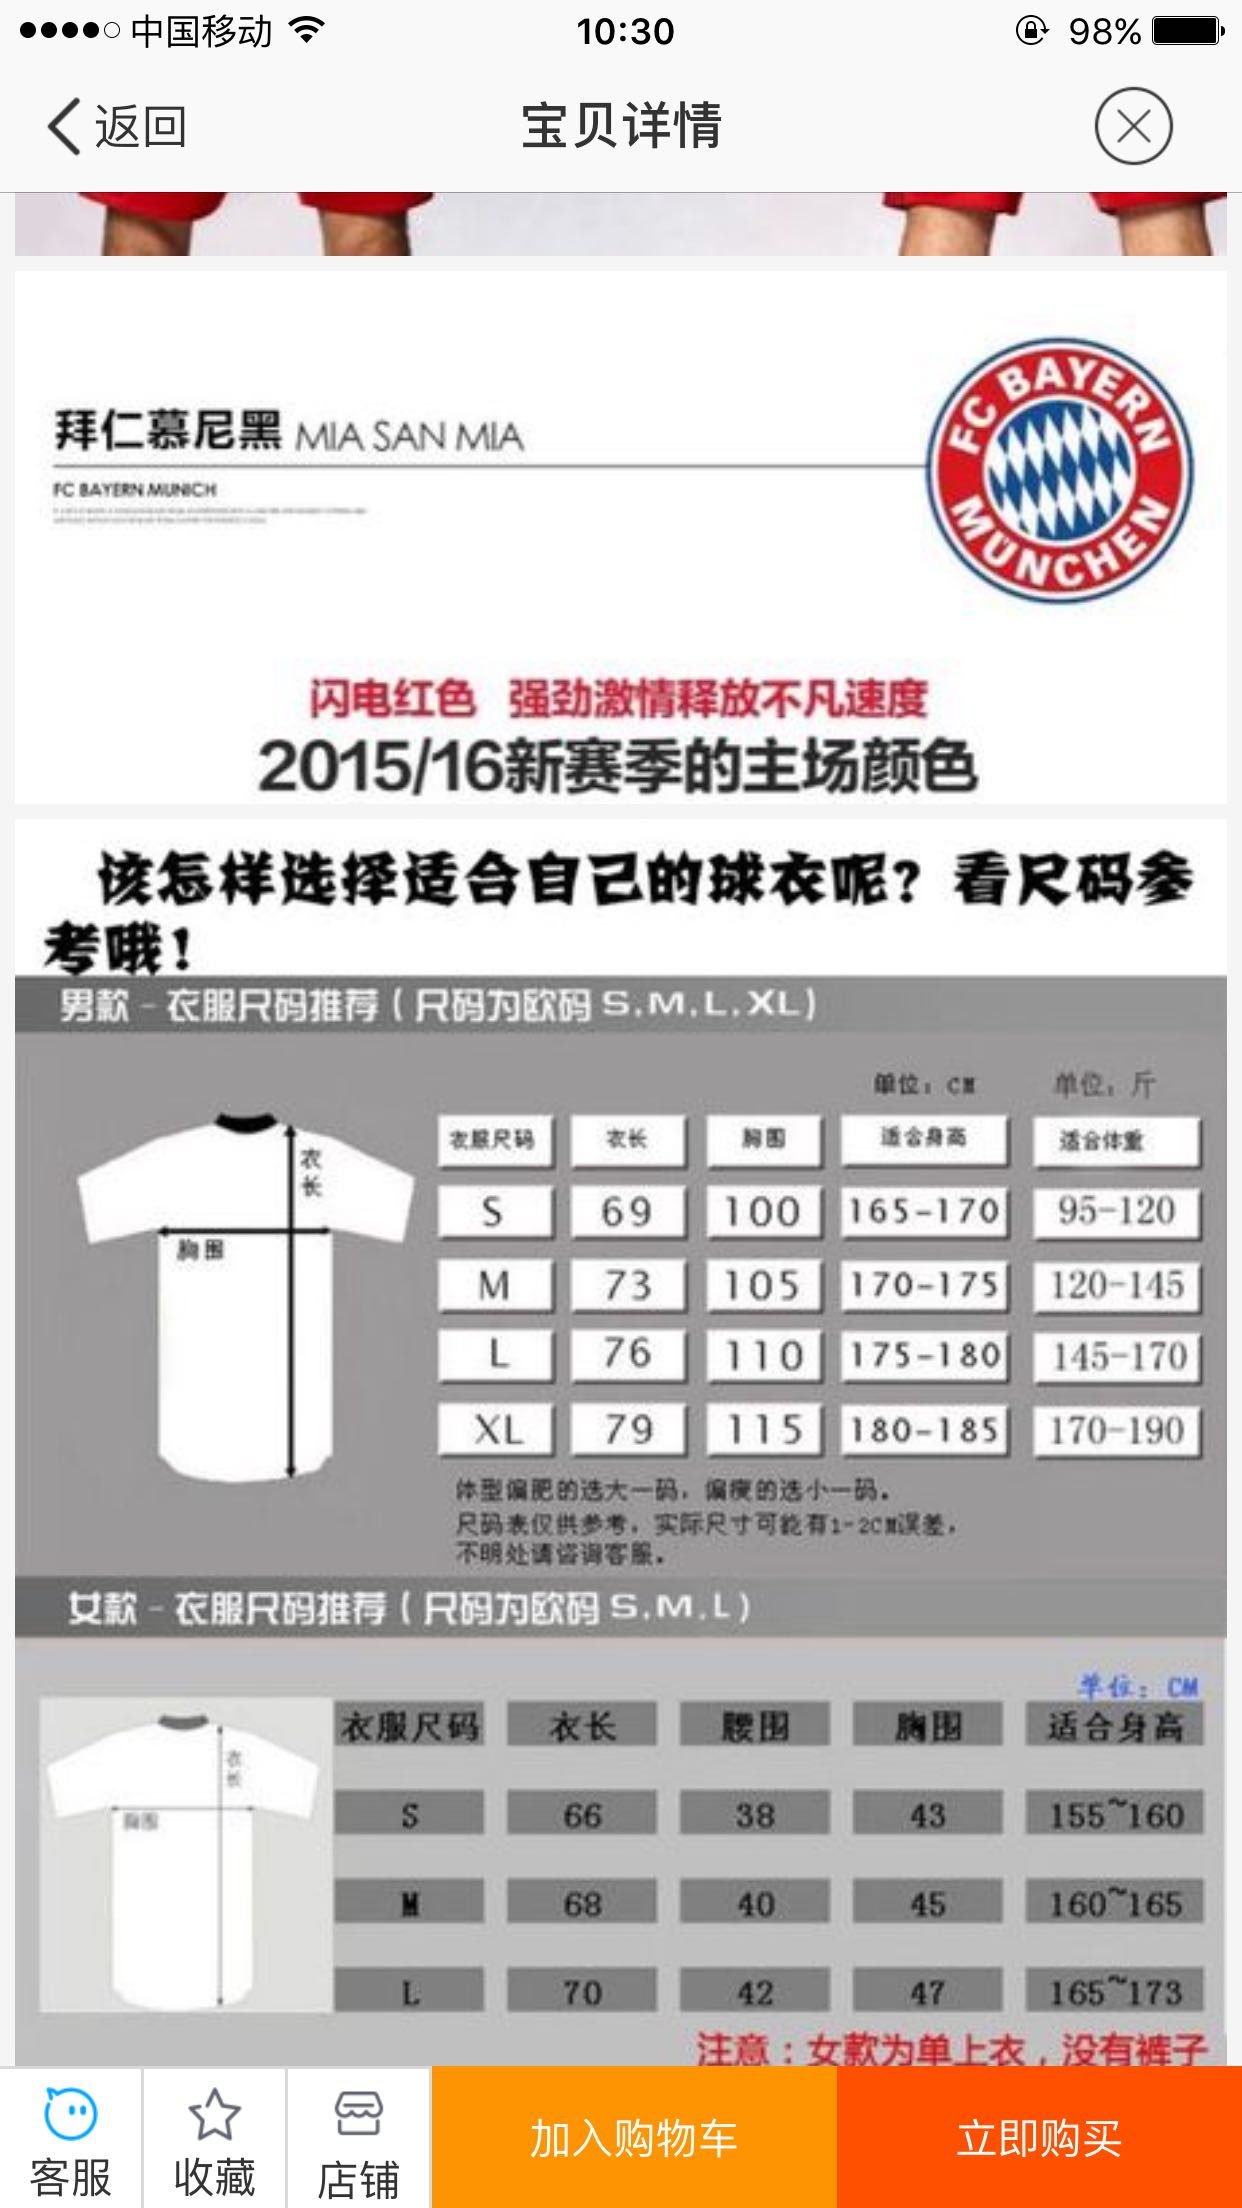 中国移动 10:30 98%
返回 宝贝详情
FC BAYERN MÜNCHEN
拜仁慕尼黑 MIA SAN MIA
FC BAYERN MUNICH
闪电红色 强劲激情释放不凡速度
2015/16新赛季的主场颜色
该怎样选择适合自己的球衣呢？看尺码参
考哦！
男款-衣服尺码推荐（尺码为欧码S.M.L.XL）
单位：CM 单位：斤
衣服尺码 衣长 胸围 适合身高 适合体重
S 69 100 165-170 95-120
M 73 105 170-175 120-145
L 76 110 175-180 145-170
XL 79 115 180-185 170-190
衣长
胸围
体型偏肥的选大一码，偏瘦的选小一码。
尺码表仅供参考，实际尺寸可能有1-2CM误差，
不明处请咨询客服。
女款-衣服尺码推荐（尺码为欧码S.M.L）
单位：CM
衣服尺码 衣长 腰围 胸围 适合身高
S 66 38 43 155~160
M 68 40 45 160~165
L 70 42 47 165~173
衣长
胸围
注意：女款为单上衣，没有裤子
客服 收藏 店铺 加入购物车 立即购买